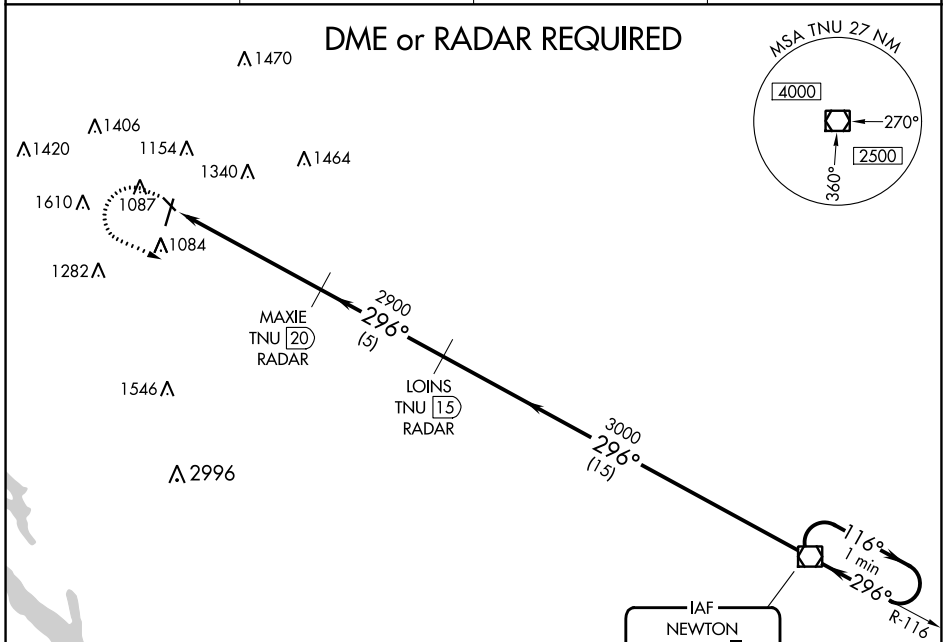 DME or RADAR REQUIRED
MSA TNU 27 NM
4000
270°
2500
360°
1470
1406
1420
1154
1340
1464
1610
1087
1084
1282
MAXIE
TNU 20
RADAR
2900
296°
(5)
LOINS
TNU 15
RADAR
1546
2996
3000
296°
(15)
116°
1 min
296°
R-116
IAF
NEWTON